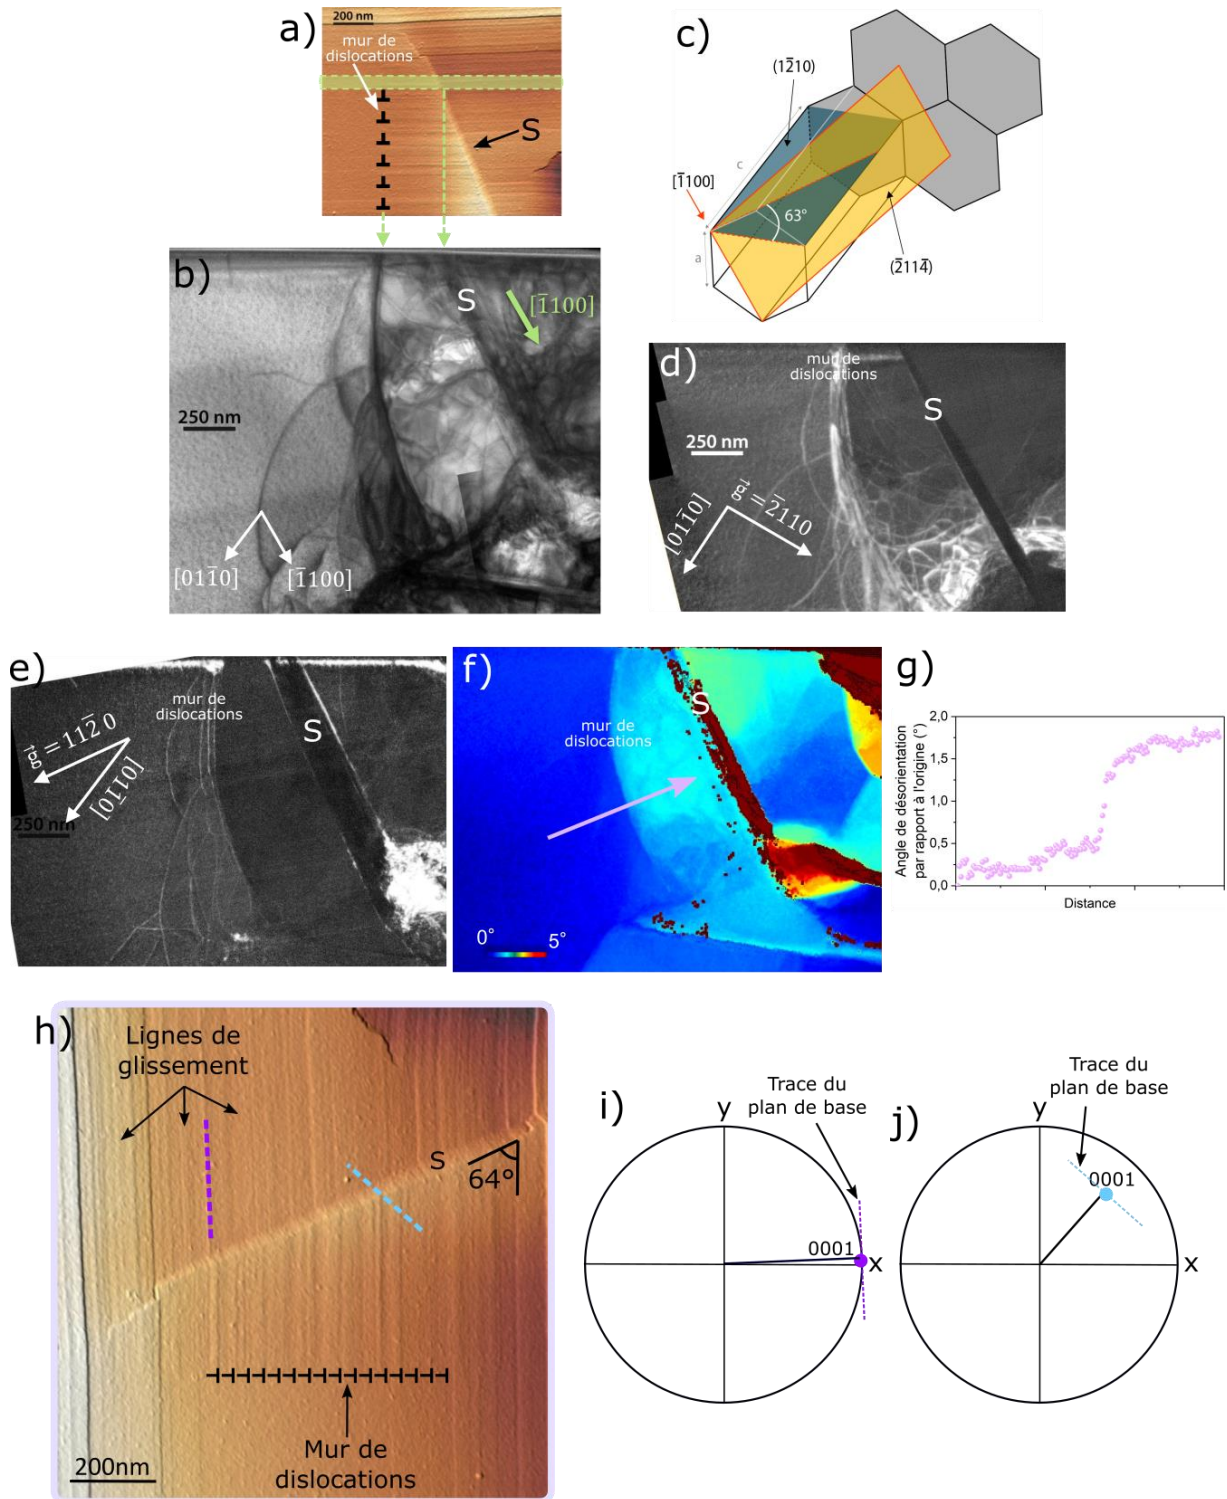 a)
200 nm
mur de
dislocations
S
b)
S
[1̅100]
250 nm
[011̅0]
[1̅100]
c)
(12̅10)
c
[1̅100]
63°
a
(2̅114̅)
d)
mur de
dislocations
S
250 nm
g⃗ = 2̅110
[011̅0]
e)
mur de
dislocations
S
g⃗ = 112̅0
[011̅0]
250 nm
f)
S
mur de
dislocations
0° 5°
g)
Angle de désorientation
par rapport à l'origine (°)
2,0
1,5
1,0
0,5
0,0
Distance
h)
Lignes de
glissement
S
64°
Mur de
dislocations
200nm
i)
Trace du
plan de base
y
0001
x
j)
Trace du
plan de base
y
0001
x